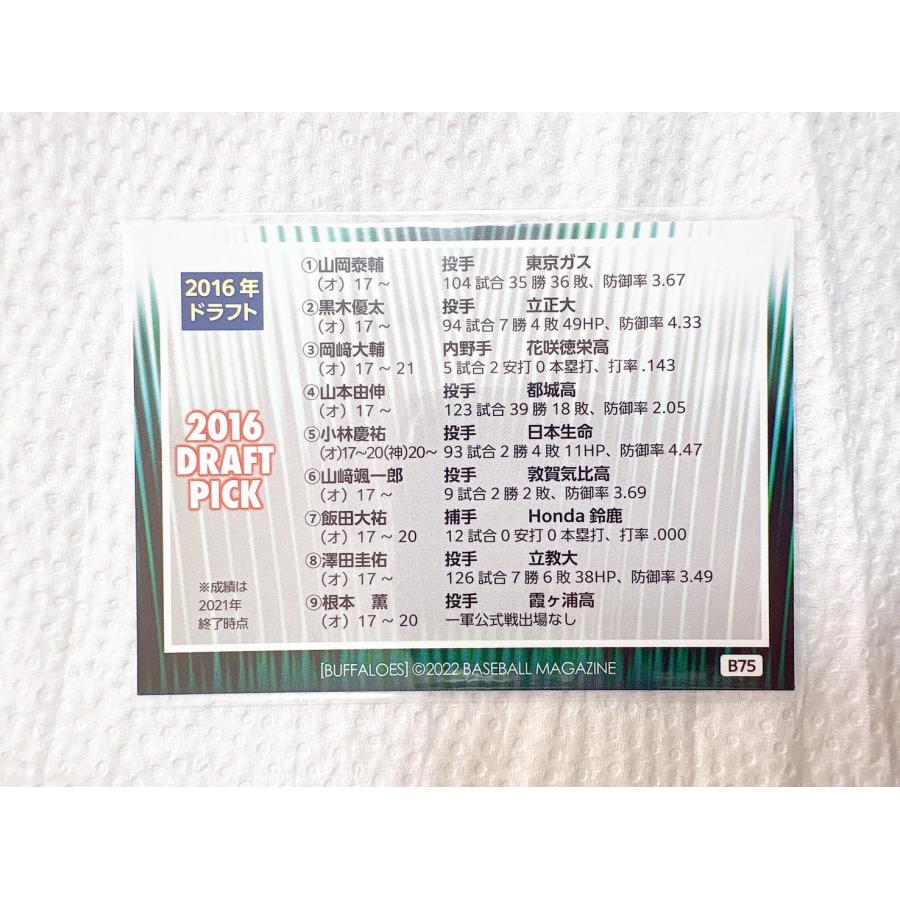 2016年
ドラフト
2016
DRAFT
PICK
※成績は
2021年
終了時点
①山岡泰輔 投手 東京ガス
（オ）17～ 104試合35勝36敗、防御率3.67
②黒木優太 投手 立正大
（オ）17～ 94試合7勝4敗49HP、防御率4.33
③岡﨑大輔 内野手 花咲徳栄高
（オ）17～21 5試合2安打0本塁打、打率.143
④山本由伸 投手 都城高
（オ）17～ 123試合39勝18敗、防御率2.05
⑤小林慶祐 投手 日本生命
（オ)17～20(神)20～ 93試合2勝4敗11HP、防御率4.47
⑥山﨑颯一郎 投手 敦賀気比高
（オ）17～ 9試合2勝2敗、防御率3.69
⑦飯田大祐 捕手 Honda鈴鹿
（オ）17～20 12試合0安打0本塁打、打率.000
⑧澤田圭佑 投手 立教大
（オ）17～ 126試合7勝6敗38HP、防御率3.49
⑨根本 薫 投手 霞ヶ浦高
（オ）17～20 一軍公式戦出場なし
[BUFFALOES] ©2022 BASEBALL MAGAZINE
B75